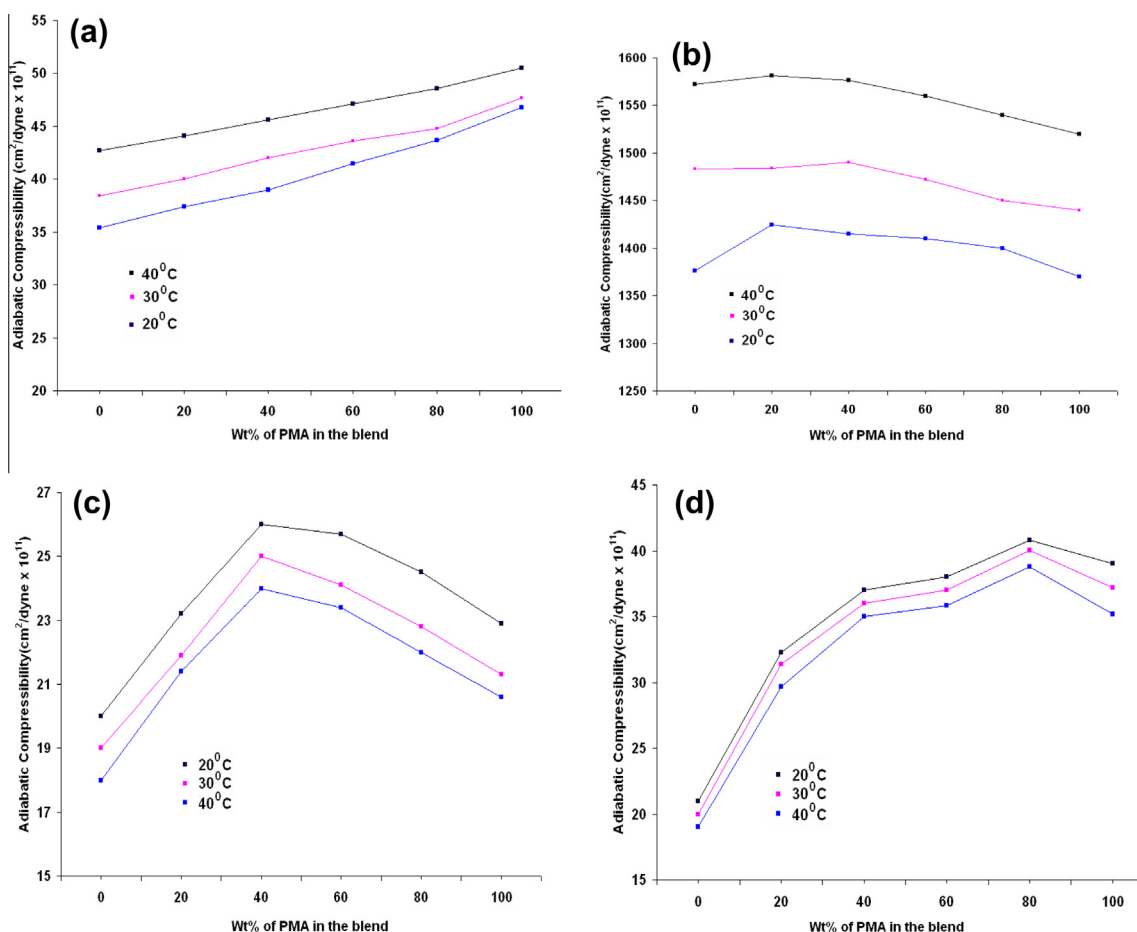 (a)
Adiabatic Compressibility (cm²/dyne x 10¹¹)
55
50
45
40
35
30
25
20
40⁰C
30⁰C
20⁰C
0 20 40 60 80 100
Wt% of PMA in the blend
(b)
Adiabatic Compressibility(cm²/dyne x 10¹¹)
1600
1550
1500
1450
1400
1350
1300
1250
40⁰C
30⁰C
20⁰C
0 20 40 60 80 100
Wt% of PMA in the blend
(c)
Adiabatic Compressibility(cm²/dyne x 10¹¹)
27
25
23
21
19
17
15
20⁰C
30⁰C
40⁰C
0 20 40 60 80 100
Wt% of PMA in the blend
(d)
Adiabatic Compressibility(cm²/dyne x 10¹¹)
45
40
35
30
25
20
15
20⁰C
30⁰C
40⁰C
0 20 40 60 80 100
Wt% of PMA in the blend